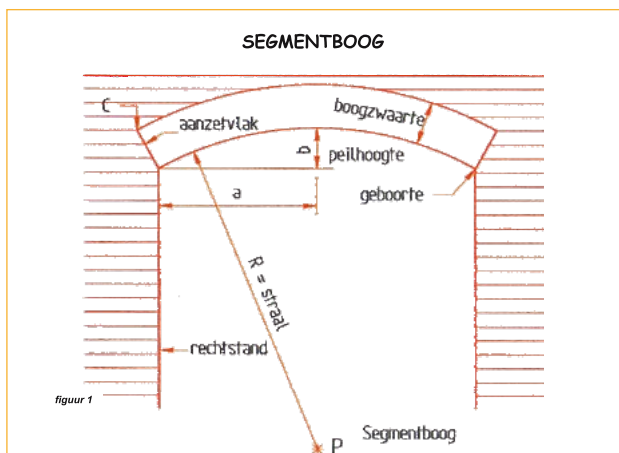 SEGMENTBOOG
C
boogzwaarte
aanzetvlak
b
peilhoogte
a
geboorte
R = straal
rechtstand
figuur 1
Segmentboog
P